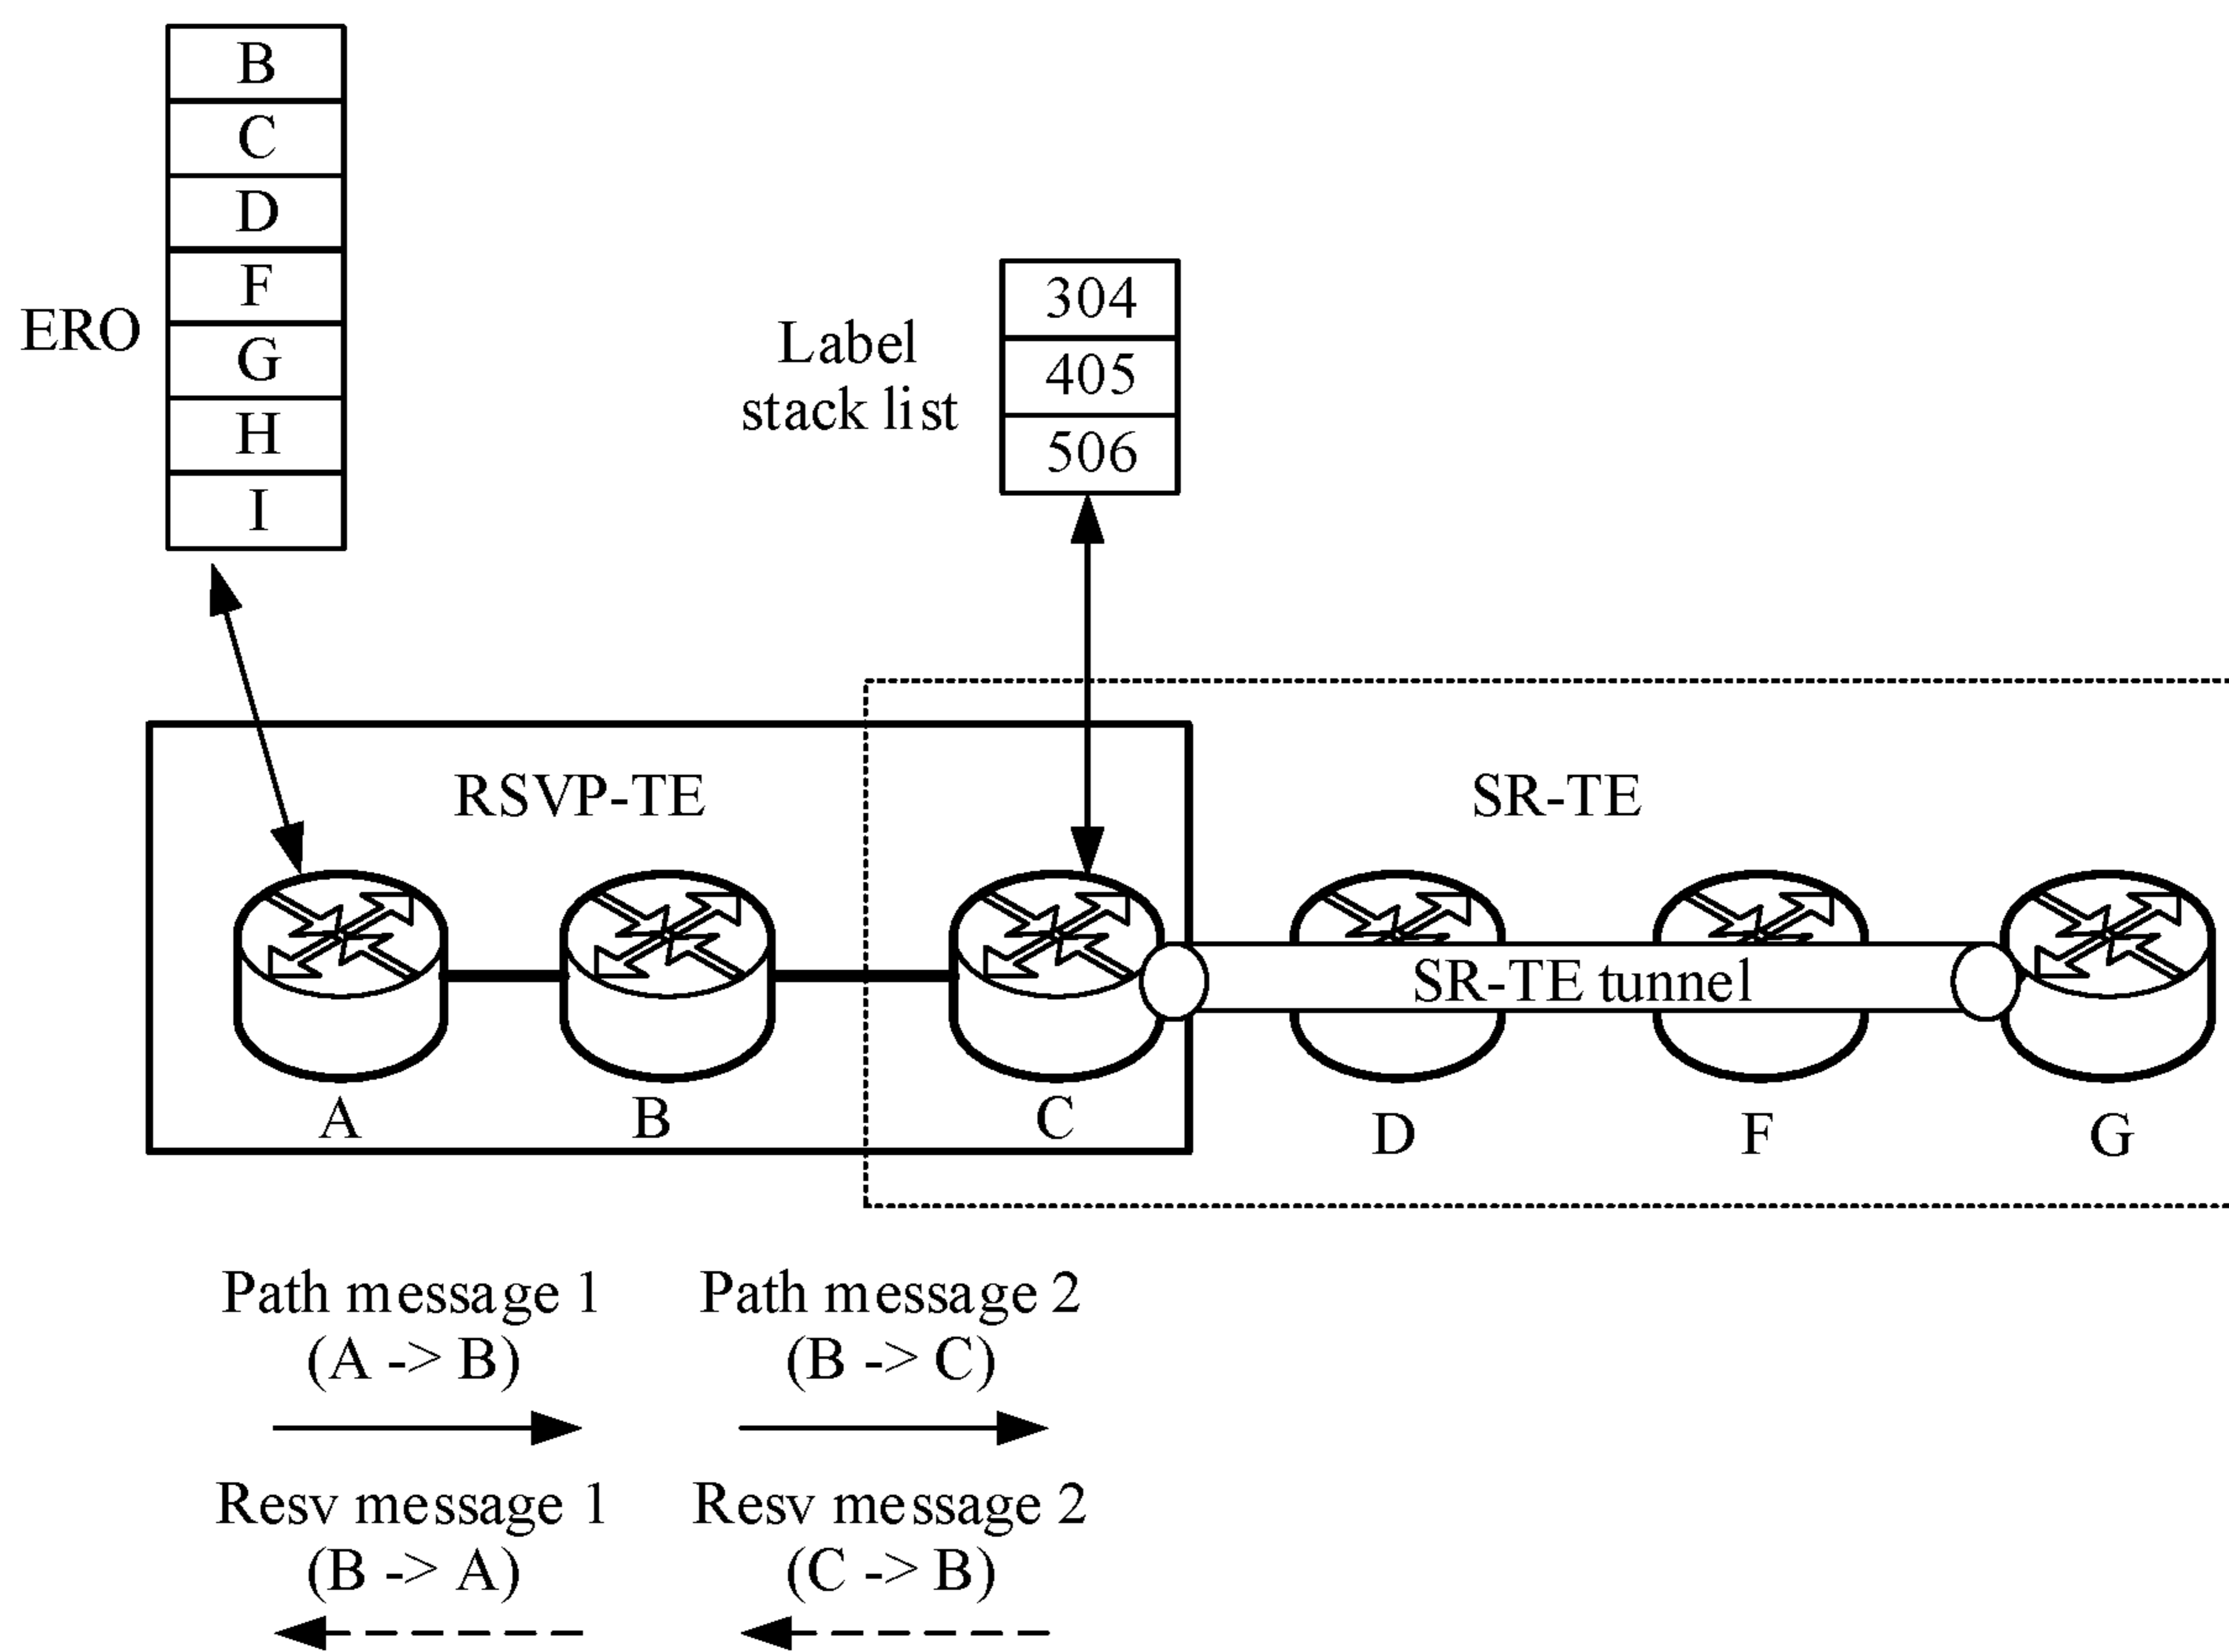 B
C
D
F
G
H
I
ERO
304
405
506
Label
stack list
RSVP-TE
SR-TE
SR-TE tunnel
A
B
C
D
F
G
Path message 1
(A -> B)
Path message 2
(B -> C)
Resv message 1
(B -> A)
Resv message 2
(C -> B)